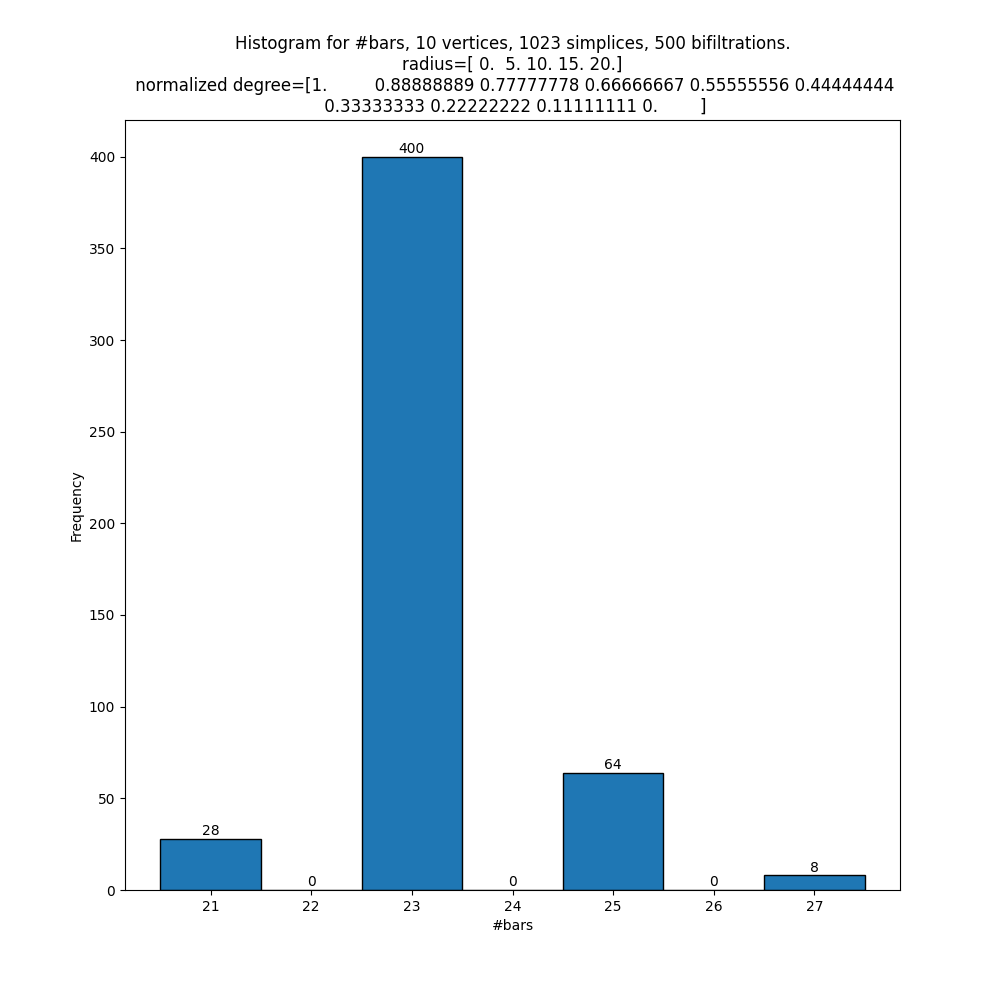 Histogram for #bars, 10 vertices, 1023 simplices, 500 bifiltrations.
radius=[ 0.  5. 10. 15. 20.]
normalized degree=[1.         0.88888889 0.77777778 0.66666667 0.55555556 0.44444444
0.33333333 0.22222222 0.11111111 0.        ]
400
350
300
250
200
150
100
50
0
Frequency
28
0
400
0
64
0
8
21 22 23 24 25 26 27
#bars